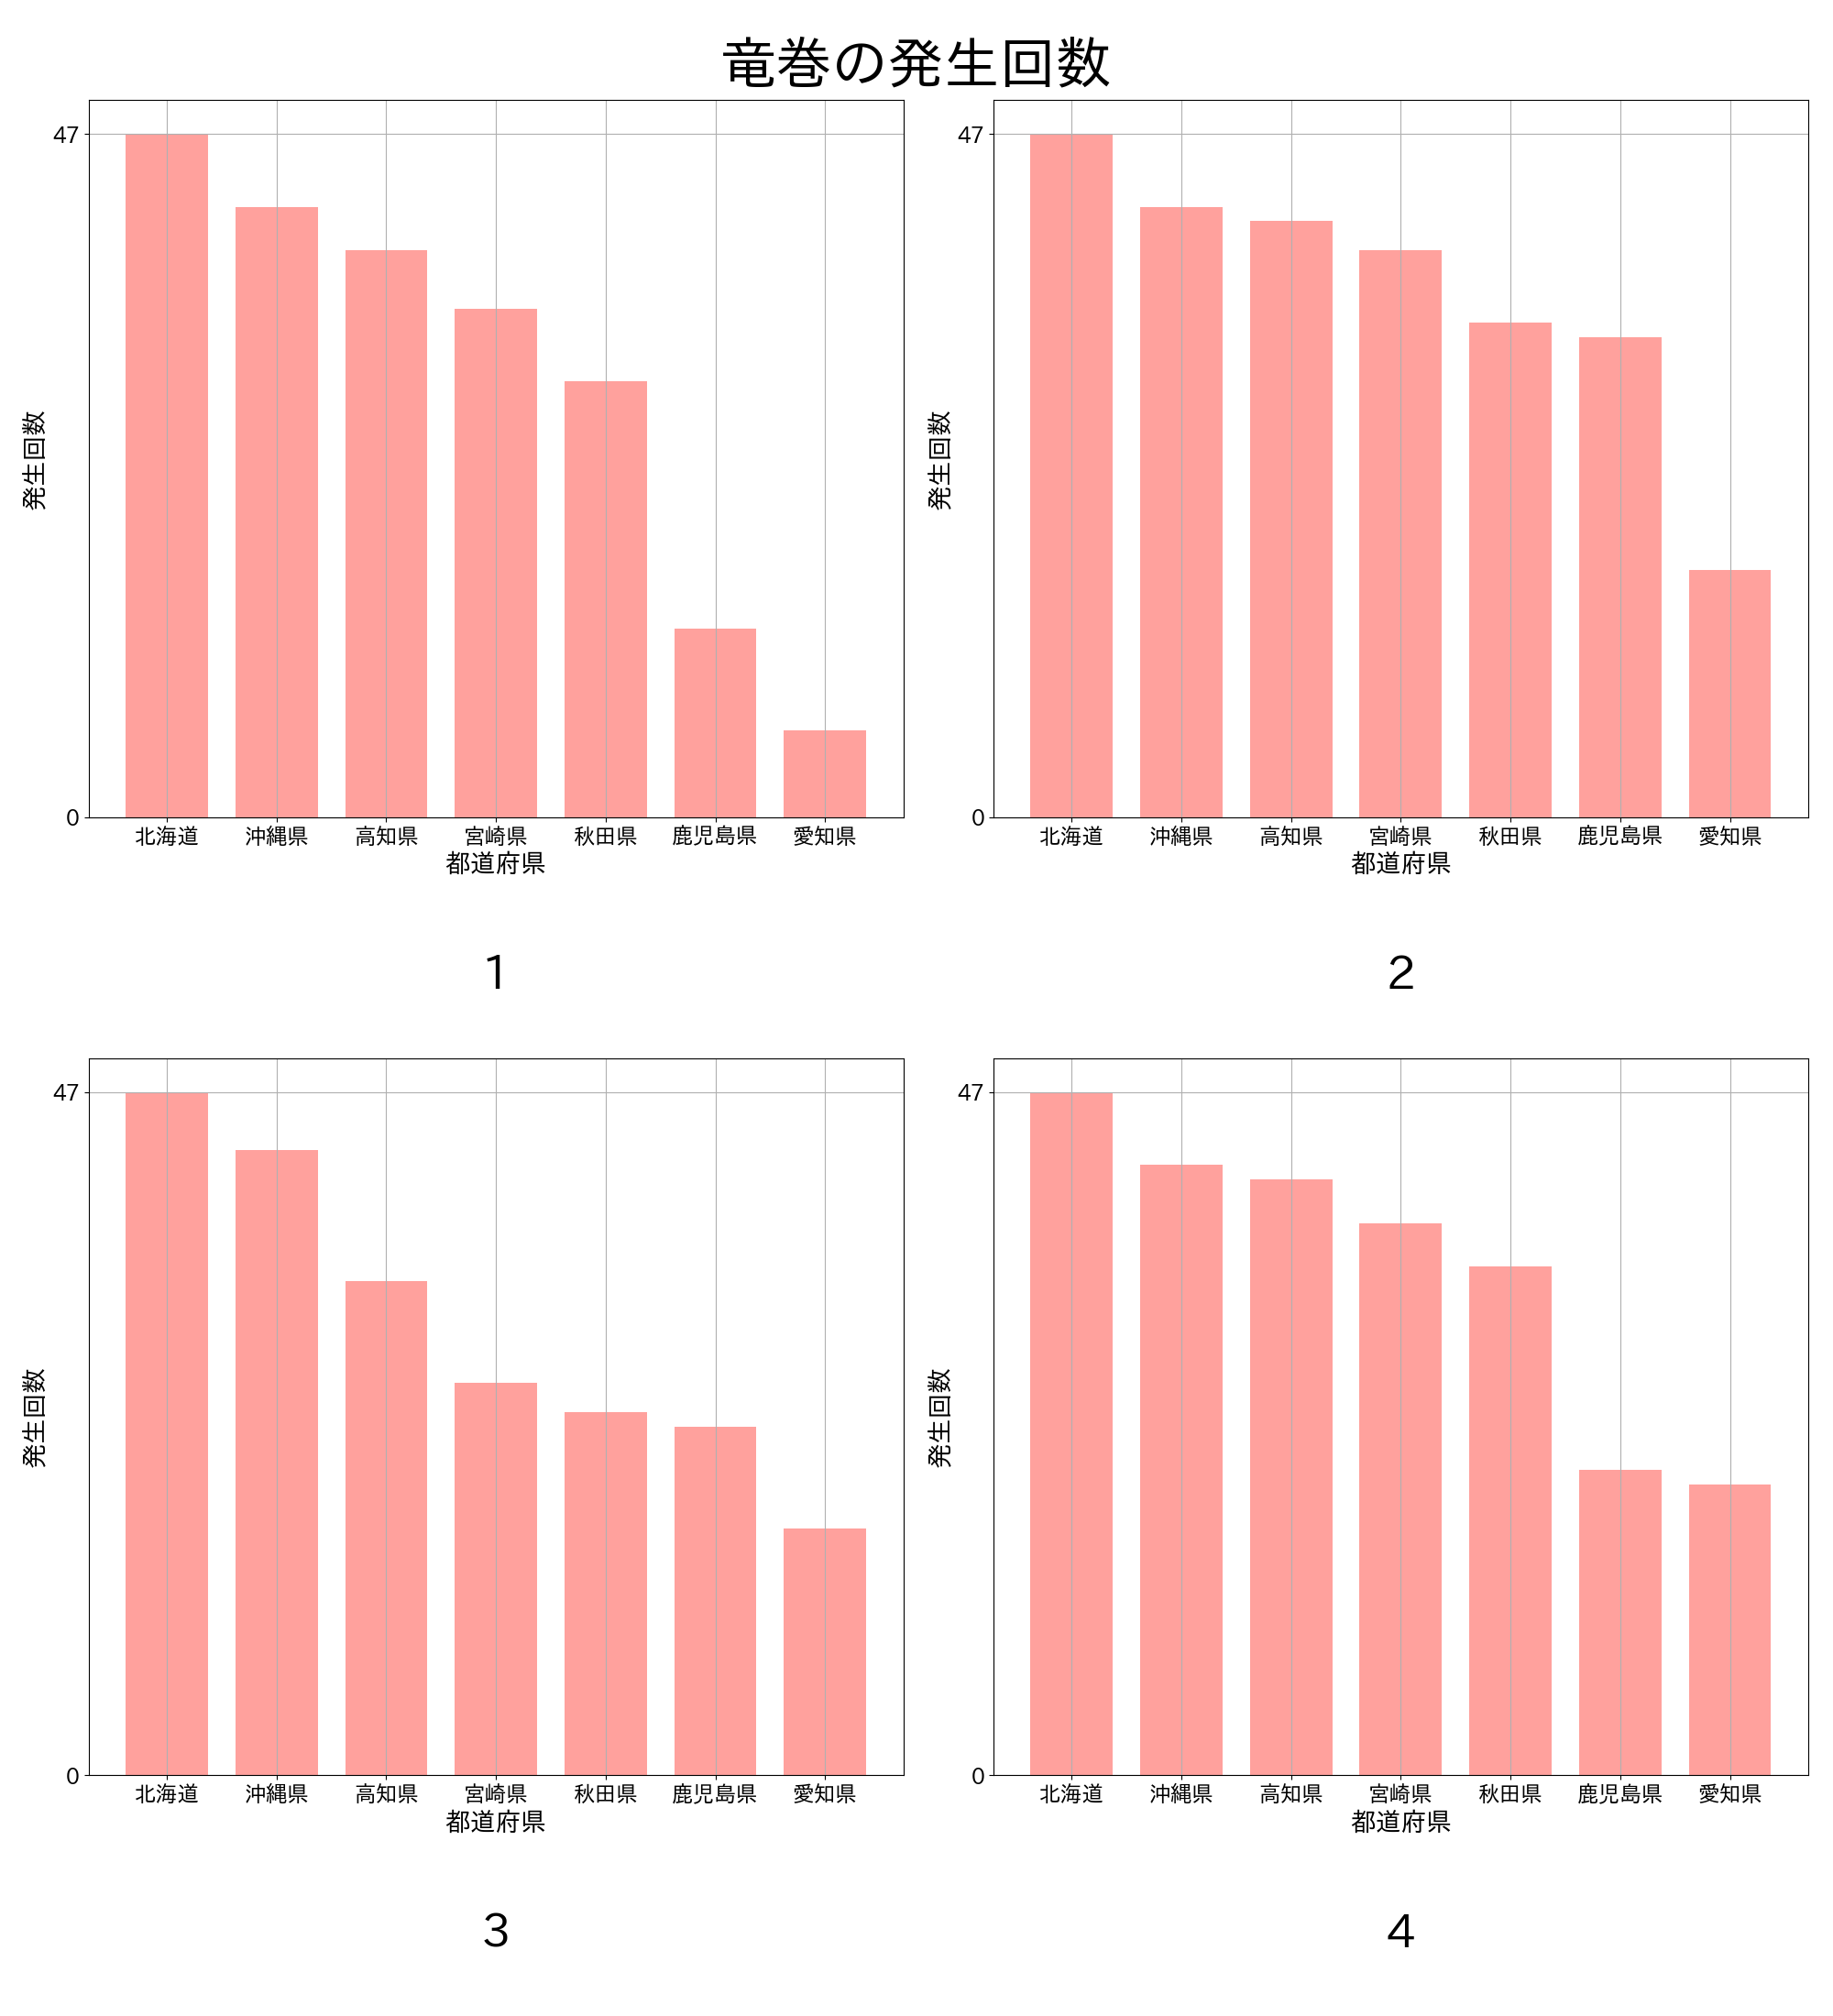 竜巻の発生回数
47
0
発生回数
北海道 沖縄県 高知県 宮崎県 秋田県 鹿児島県 愛知県
都道府県
1
47
0
発生回数
北海道 沖縄県 高知県 宮崎県 秋田県 鹿児島県 愛知県
都道府県
2
47
0
発生回数
北海道 沖縄県 高知県 宮崎県 秋田県 鹿児島県 愛知県
都道府県
3
47
0
発生回数
北海道 沖縄県 高知県 宮崎県 秋田県 鹿児島県 愛知県
都道府県
4